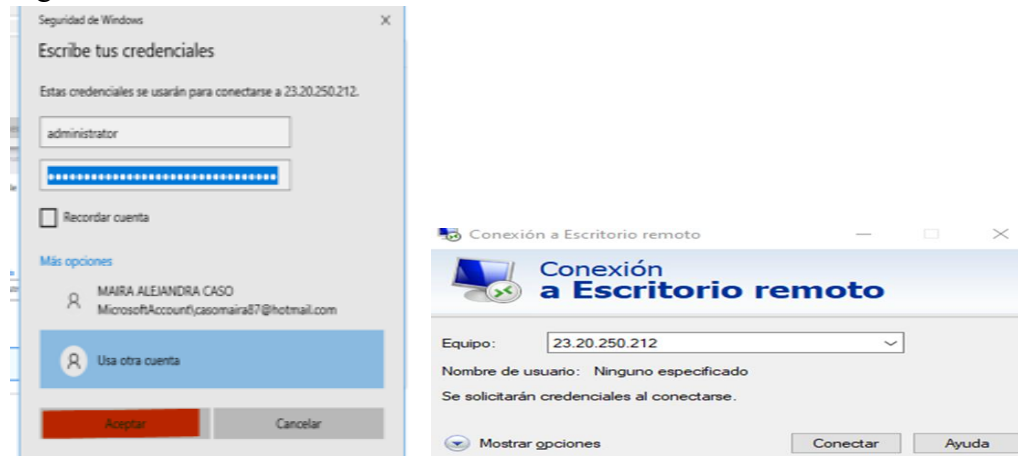 Seguridad de Windows
Escribe tus credenciales
Estas credenciales se usarán para conectarse a 23.20.250.212.
administrator
••••••••••••••••••••••••••••••••
Recordar cuenta
Más opciones
MAIRA ALEJANDRA CASO
MicrosoftAccount\casomaira87@hotmail.com
Usa otra cuenta
Aceptar
Cancelar
Conexión a Escritorio remoto
Conexión
a Escritorio remoto
Equipo:
23.20.250.212
Nombre de usuario: Ninguno especificado
Se solicitarán credenciales al conectarse.
Mostrar opciones
Conectar
Ayuda